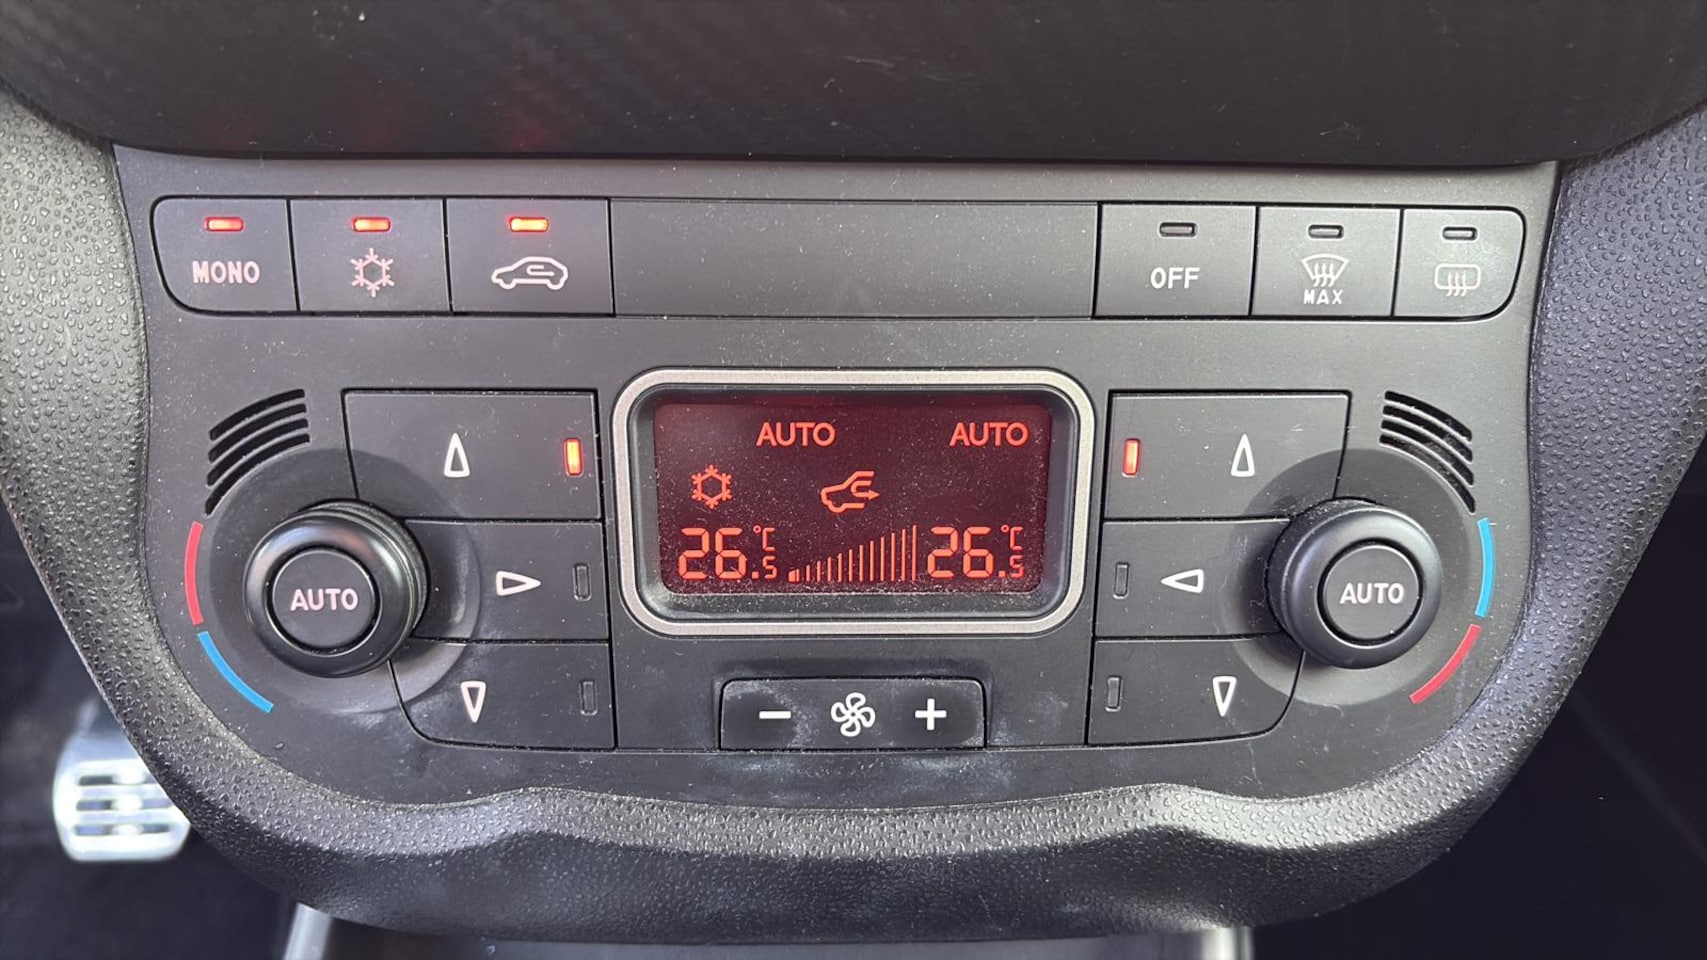 MONO
OFF
MAX
AUTO AUTO
26.5 °C 26.5 °C
AUTO
AUTO
- +